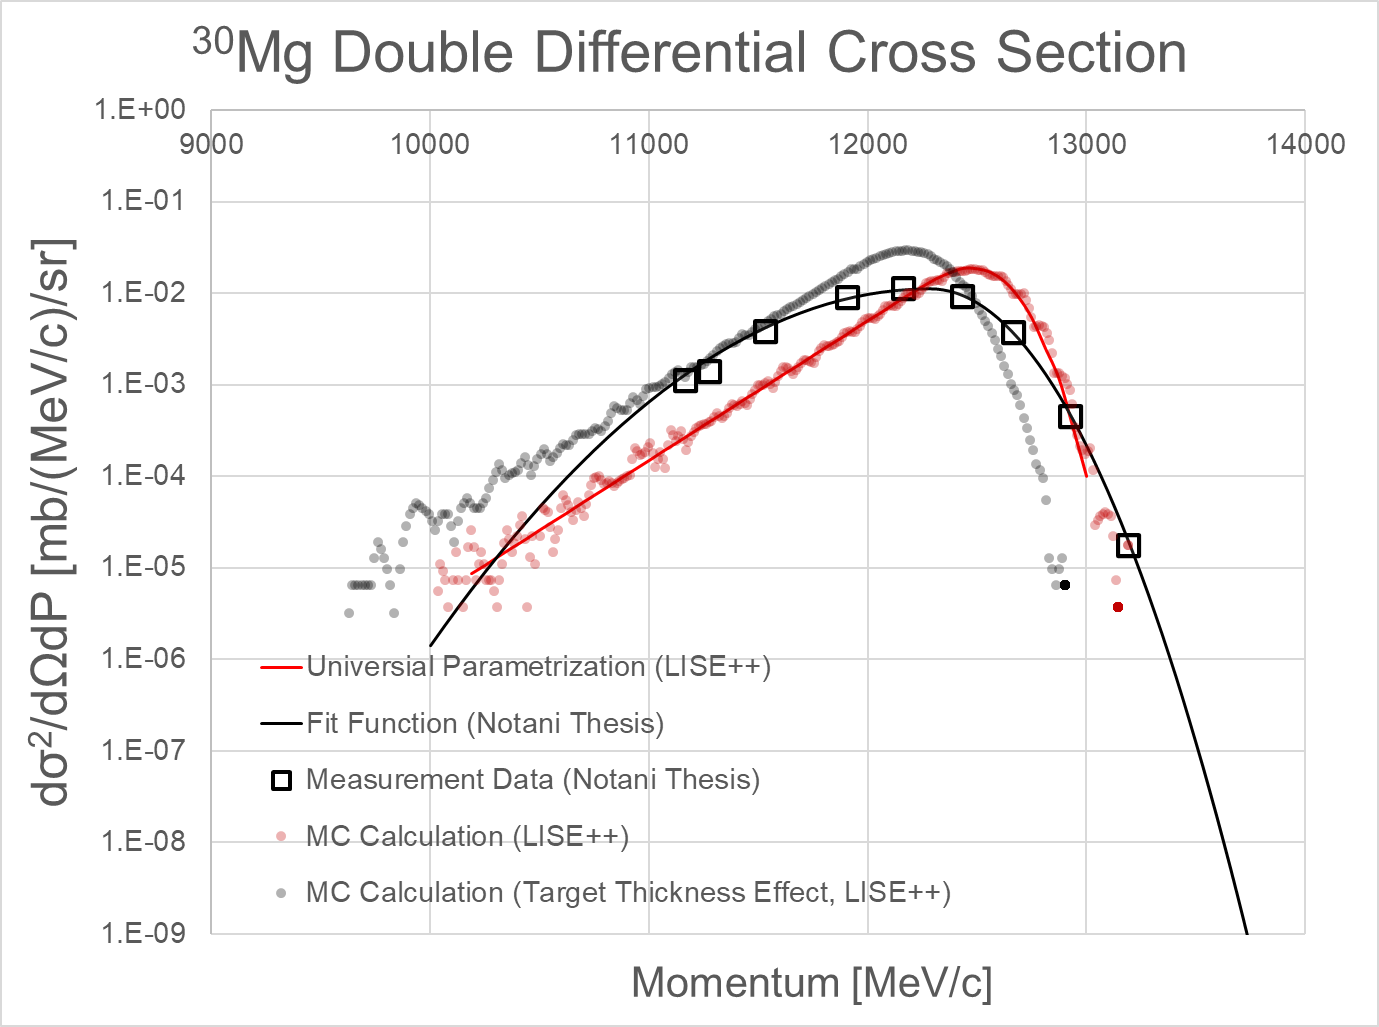 ³⁰Mg Double Differential Cross Section
1.E+00
9000 10000 11000 12000 13000 14000
1.E-01
1.E-02
1.E-03
1.E-04
1.E-05
1.E-06
1.E-07
1.E-08
1.E-09
dσ²/dΩdP [mb/(MeV/c)/sr]
Universial Parametrization (LISE++)
Fit Function (Notani Thesis)
Measurement Data (Notani Thesis)
MC Calculation (LISE++)
MC Calculation (Target Thickness Effect, LISE++)
Momentum [MeV/c]